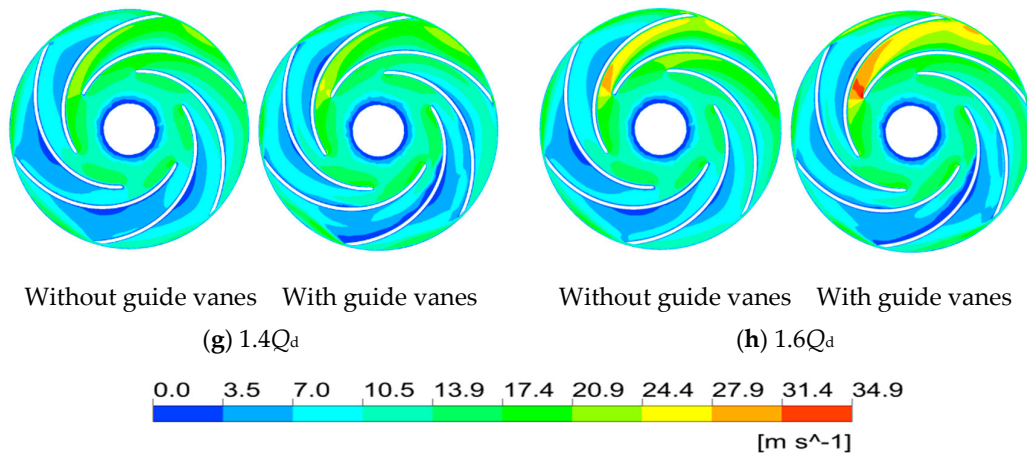 Without guide vanes With guide vanes Without guide vanes With guide vanes
(g) 1.4Qd (h) 1.6Qd
0.0 3.5 7.0 10.5 13.9 17.4 20.9 24.4 27.9 31.4 34.9
[m s^-1]